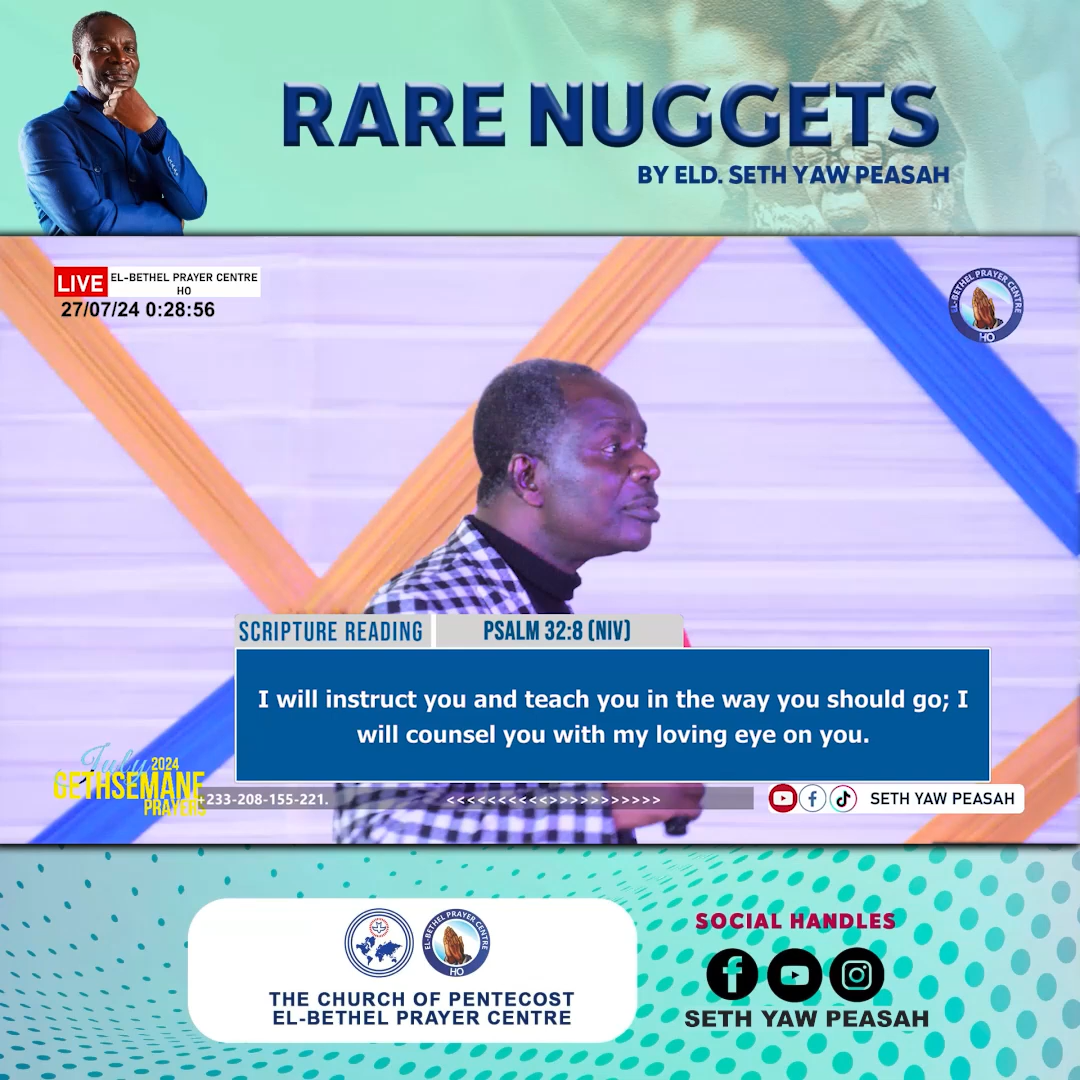 RARE NUGGETS
BY ELD. SETH YAW PEASAH
LIVE
EL-BETHEL PRAYER CENTRE
HO
27/07/24 0:28:56
EL-BETHEL PRAYER CENTRE
HO
SCRIPTURE READING
PSALM 32:8 (NIV)
I will instruct you and teach you in the way you should go; I
will counsel you with my loving eye on you.
July 2024
GETHSEMANE
PRAYERS
+233-208-155-221.
<<<<<<<<<<<>>>>>>>>>>>
SETH YAW PEASAH
EL-BETHEL PRAYER CENTRE
HO
THE CHURCH OF PENTECOST
EL-BETHEL PRAYER CENTRE
SOCIAL HANDLES
SETH YAW PEASAH